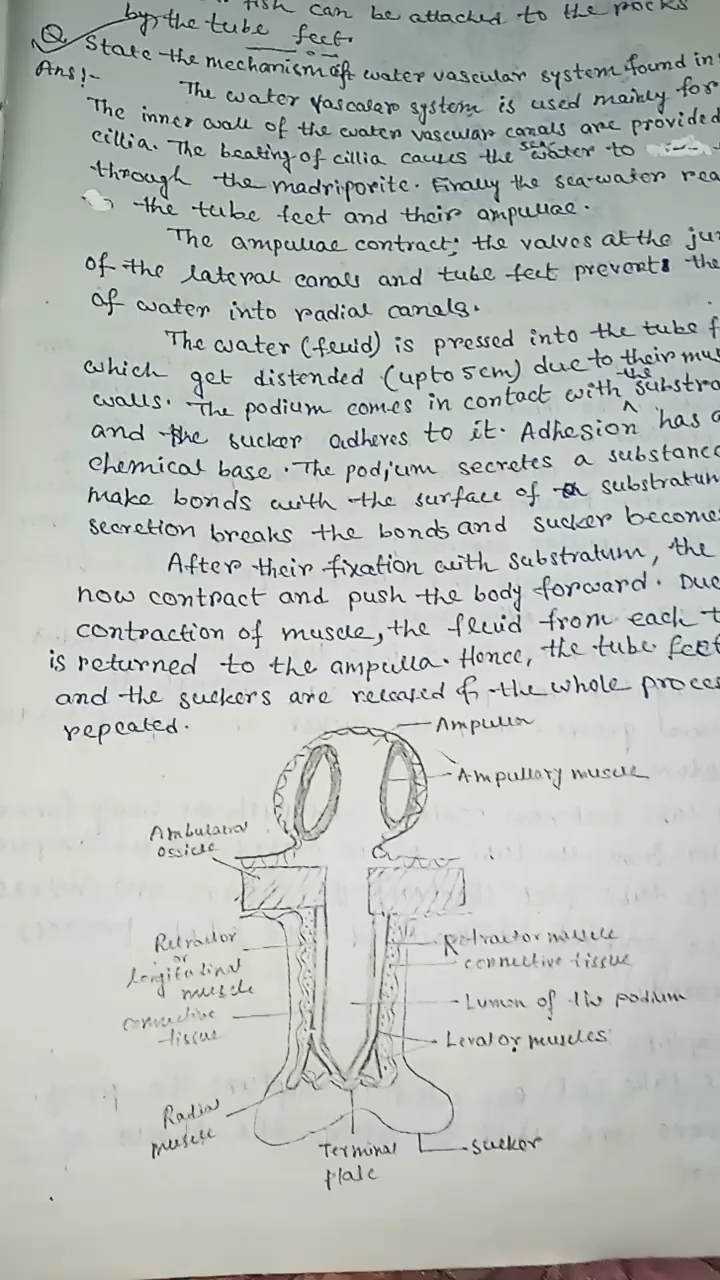 fish can be attached to the rocks
by, the tube feet.
Q. State the mechanism of water vascular system found in
Ans :-
The water vascular system is used mainly for
The inner wall of the water vascular canals are provided
cillia. The beating of cillia causes the sea water to
through the madriporite. Finally the sea-water rea
the tube feet and their ampullae.
The ampullae contract; the valves at the ju
of the lateral canals and tube feet prevents the
of water into radial canals.
The water (fluid) is pressed into the tube f
which get distended (upto 5cm) due to their mus
walls. The podium comes in contact with the substra
and the sucker adheres to it. Adhesion has a
chemical base. The podium secretes a substance
make bonds with the surface of substratum
secretion breaks the bonds and sucker become
After their fixation with substratum, the
now contract and push the body forward. Due
contraction of muscle, the fluid from each t
is returned to the ampulla. Hence, the tube feet
and the suckers are released & the whole proces
repeated.
Ampulla
Ampullary muscle
Ambulatral
ossicle
Retractor
or
longitudinal
muscle
connective
tissue
Retractor muscle
connective tissue
Lumen of the podium
Levator muscles
Radial
muscle
Terminal
plate
sucker